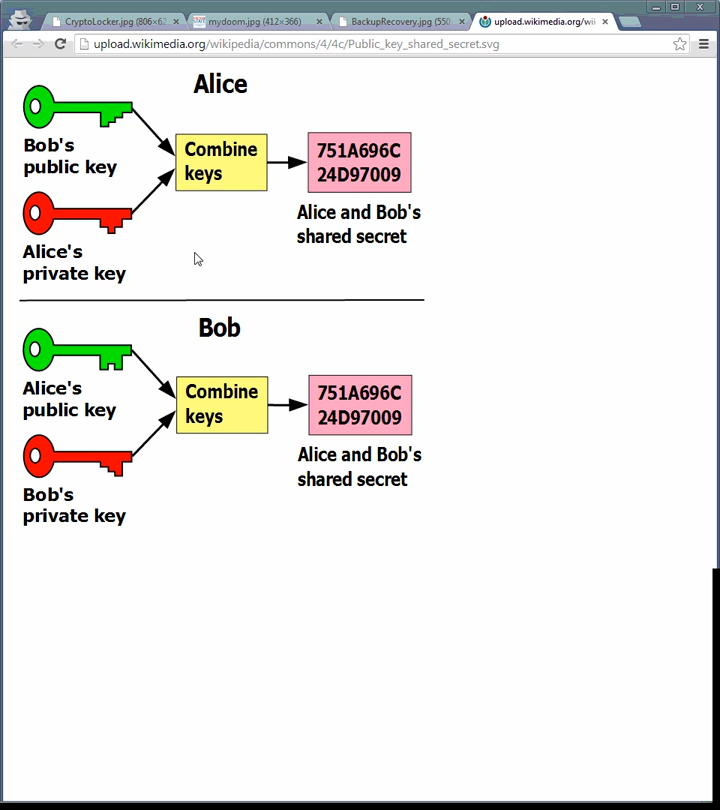 CryptoLocker.jpg (806×62
mydoom.jpg (412×366)
BackupRecovery.jpg (550
upload.wikimedia.org/wii
upload.wikimedia.org/wikipedia/commons/4/4c/Public_key_shared_secret.svg
Alice
Bob's
public key
Combine
keys
751A696C
24D97009
Alice's
private key
Alice and Bob's
shared secret
Bob
Alice's
public key
Combine
keys
751A696C
24D97009
Bob's
private key
Alice and Bob's
shared secret